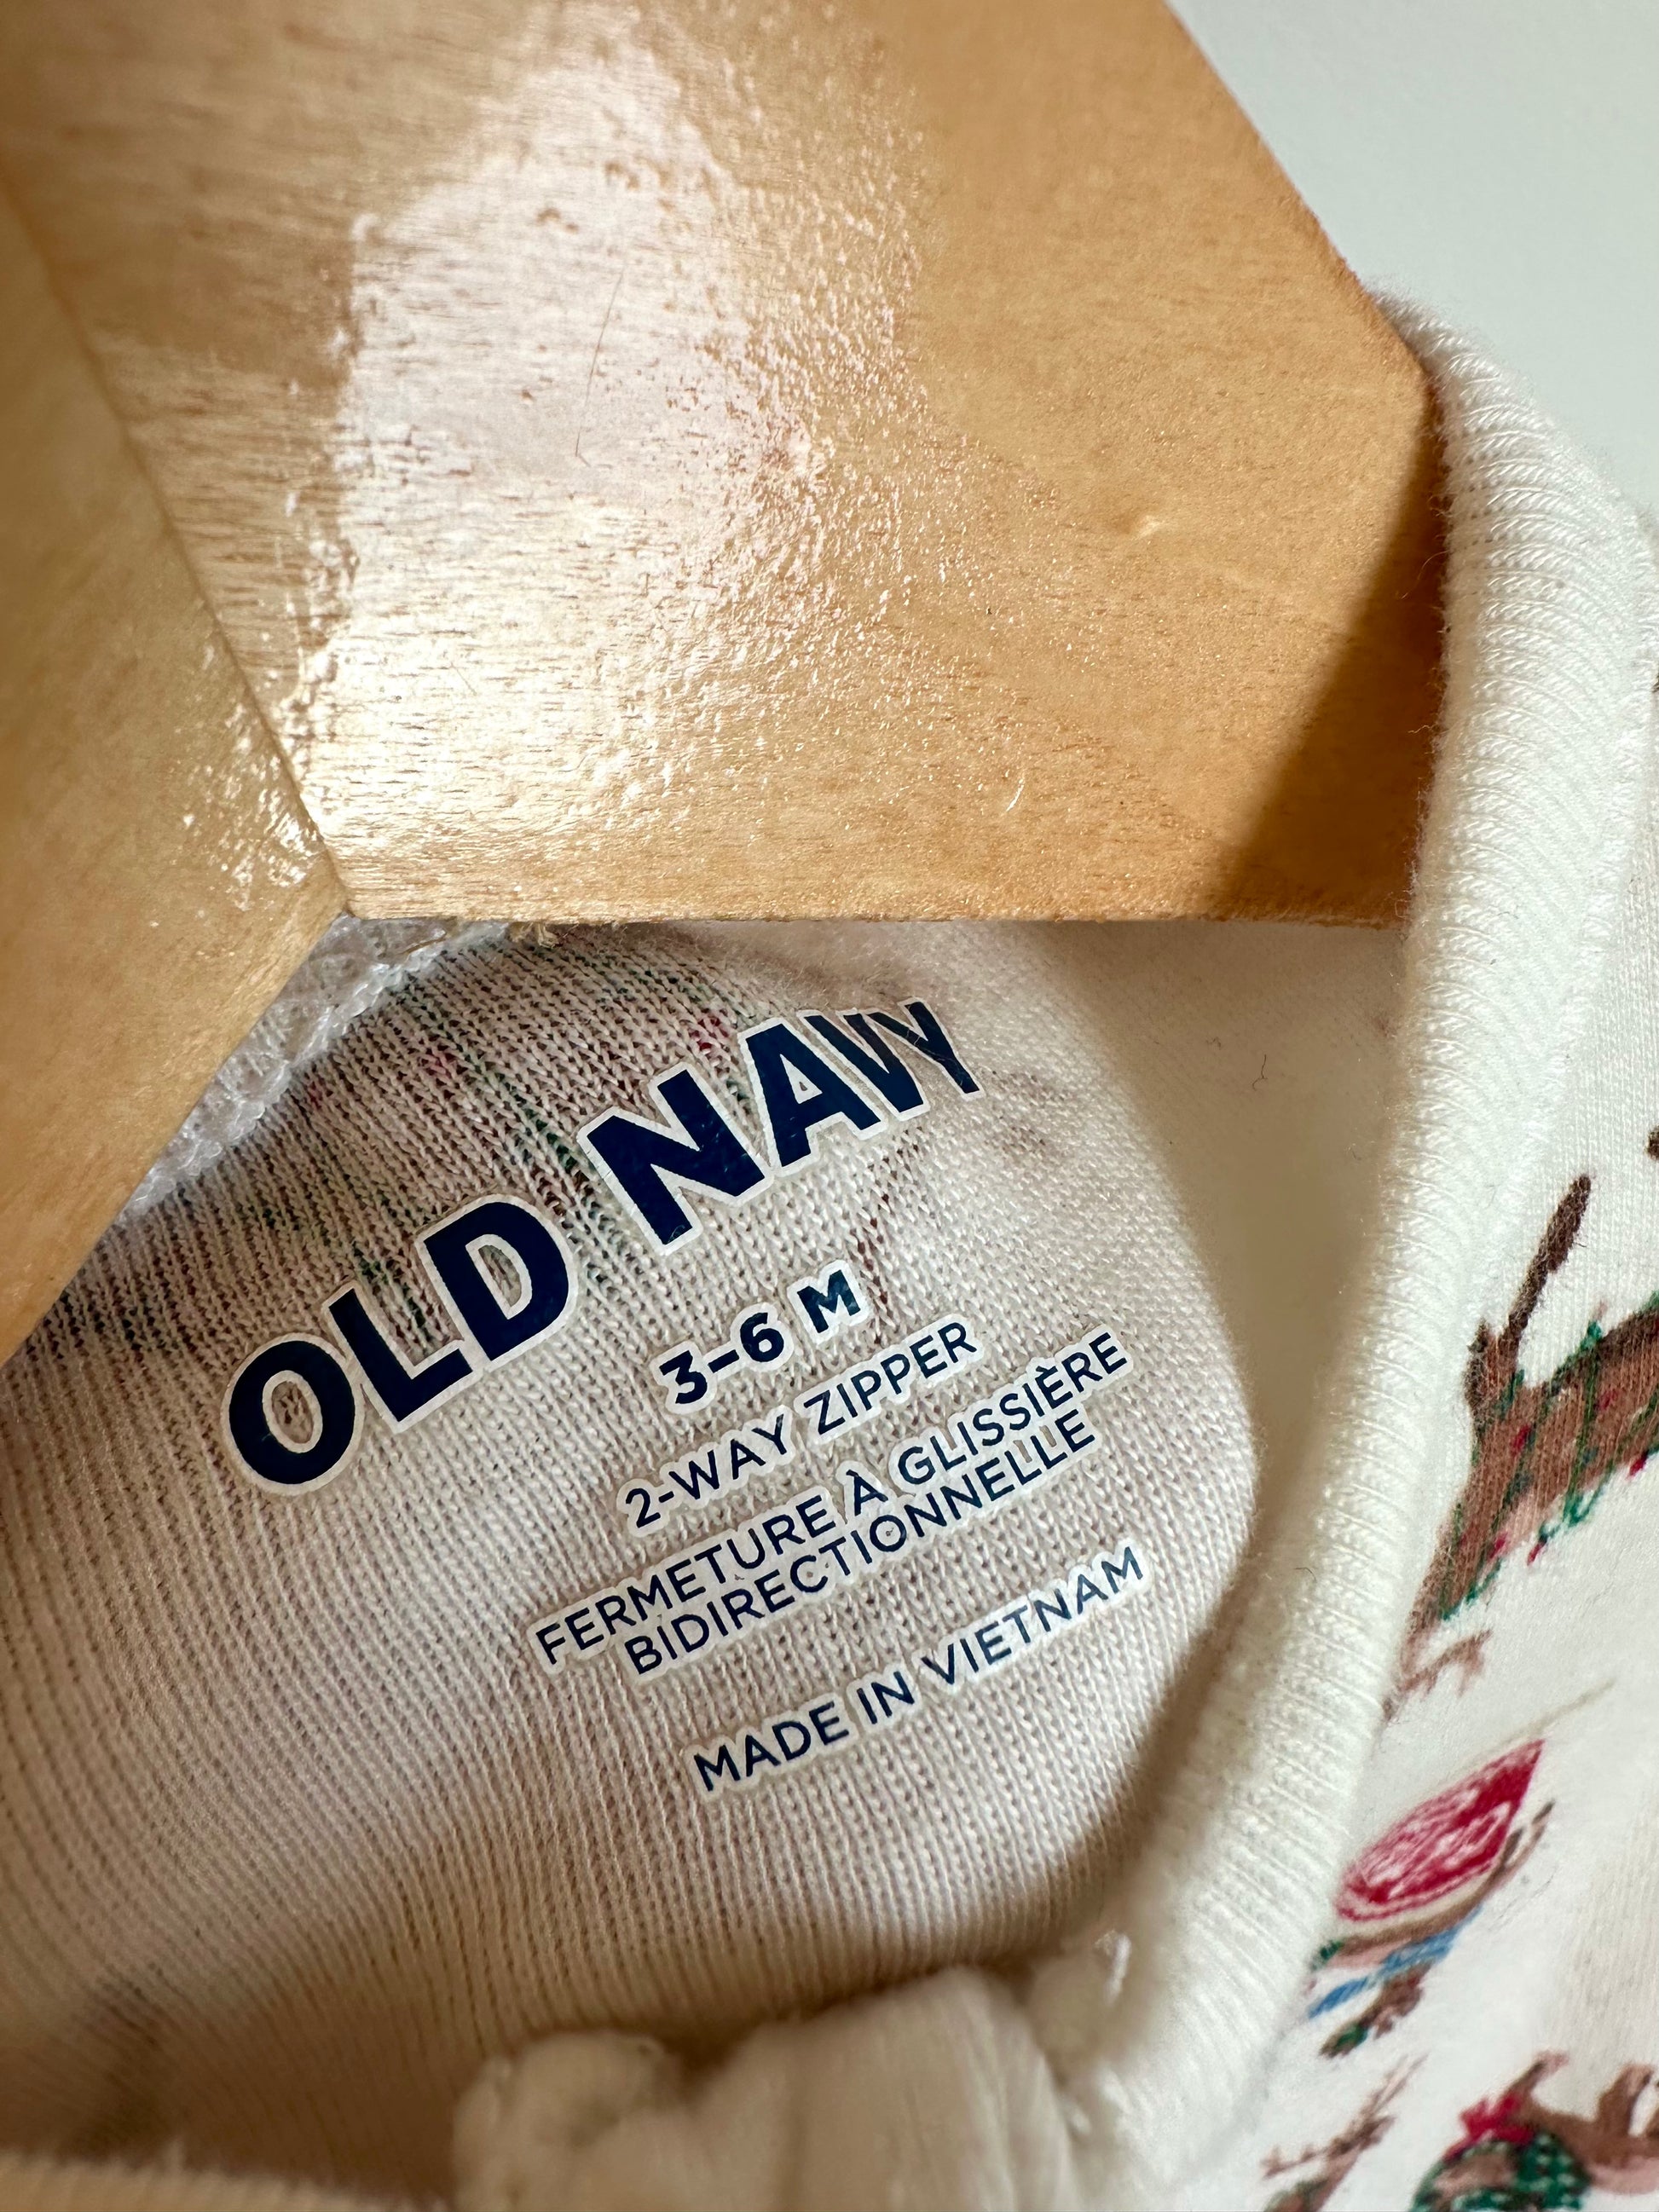 OLD NAVY
3-6 M
2-WAY ZIPPER
FERMETURE À GLISSIÈRE
BIDIRECTIONNELLE
MADE IN VIETNAM